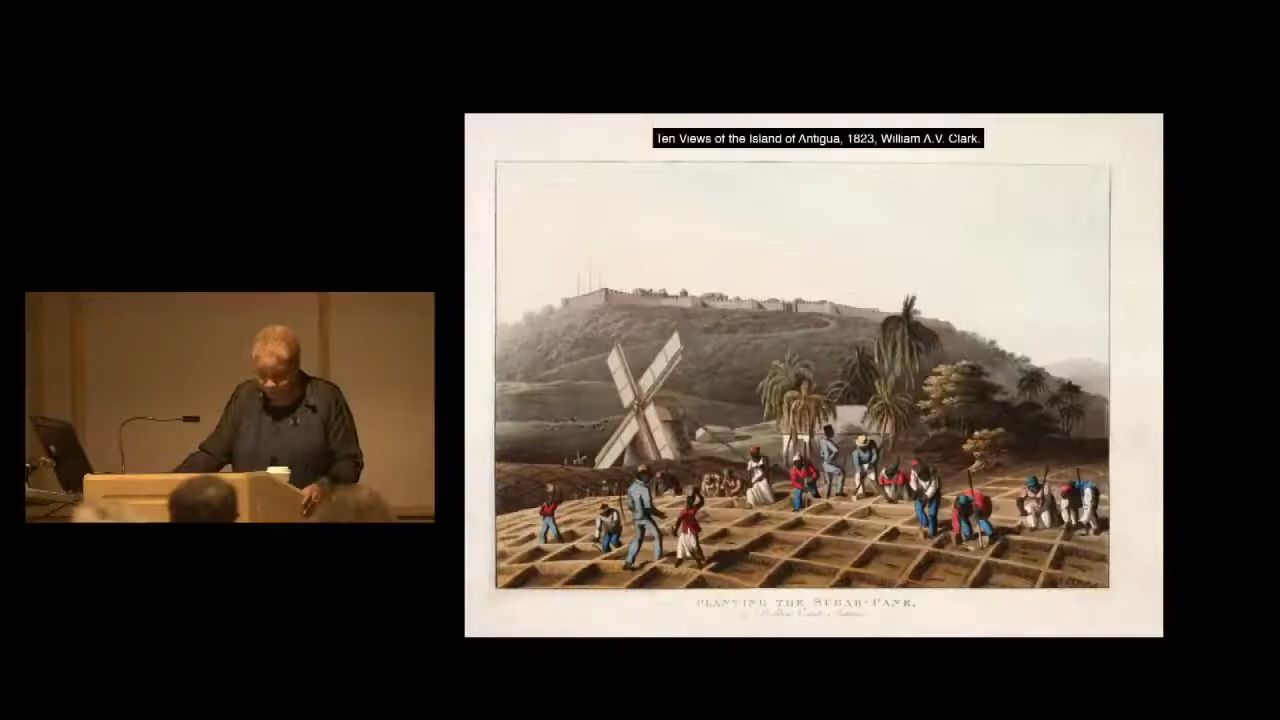 Ten Views of the Island of Antigua, 1823, William A.V. Clark.
PLANTING THE SUGAR-CANE.